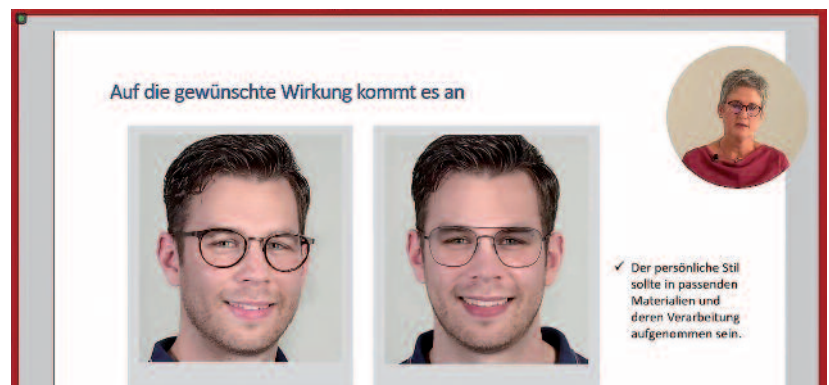 Auf die gewünschte Wirkung kommt es an
✓ Der persönliche Stil
sollte in passenden
Materialien und
deren Verarbeitung
aufgenommen sein.